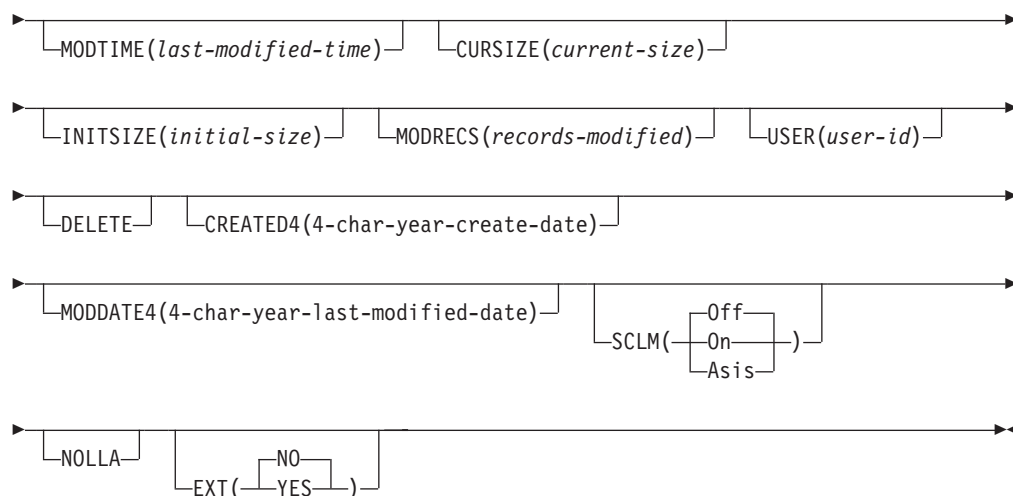 MODTIME(last-modified-time) CURSIZE(current-size)
INITSIZE(initial-size) MODRECS(records-modified) USER(user-id)
DELETE CREATED4(4-char-year-create-date)
MODDATE4(4-char-year-last-modified-date) Off
SCLM( On )
Asis
NOLLA NO
EXT( YES )